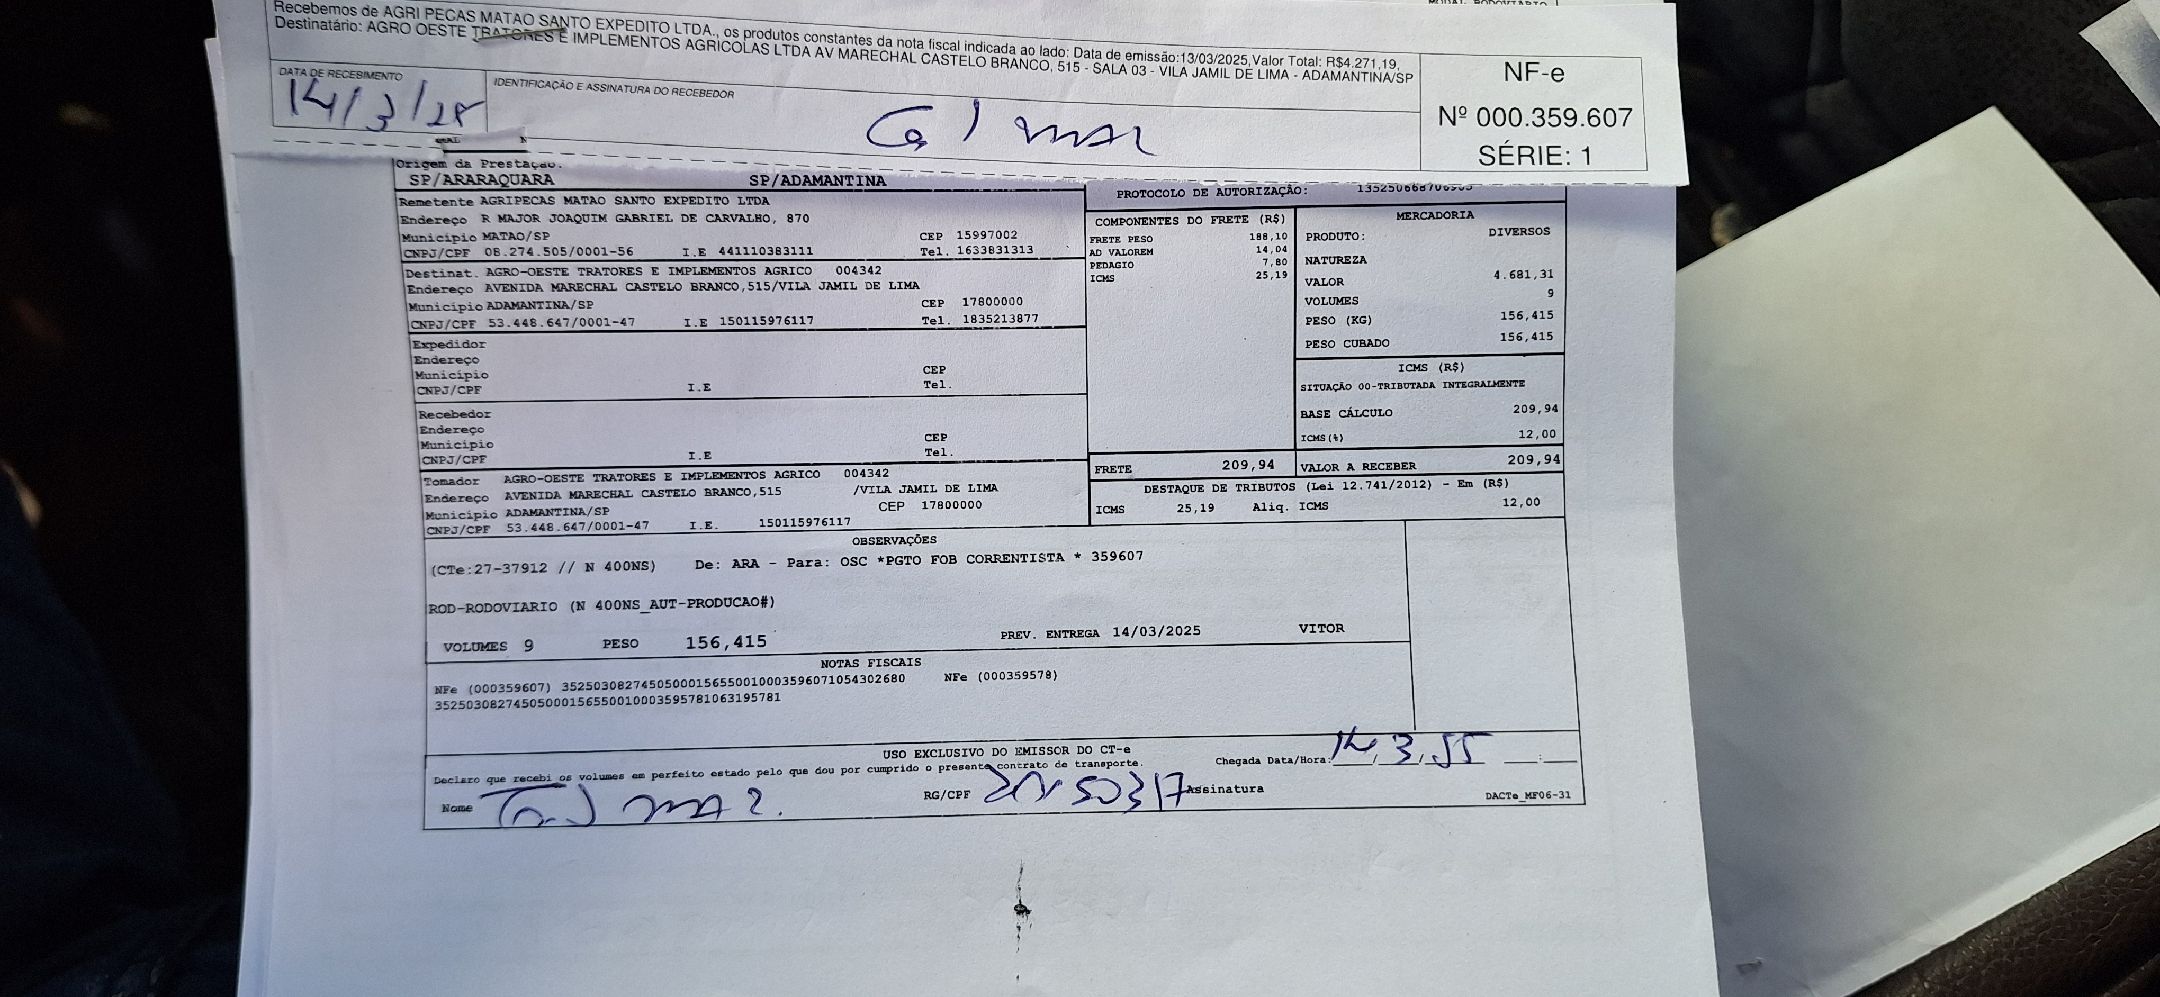 Recebemos de AGRI PECAS MATAO SANTO EXPEDITO LTDA., os produtos constantes da nota fiscal indicada ao lado: Data de emissão:13/03/2025,Valor Total: R$4.271,19,
Destinatário: AGRO OESTE TRATORES E IMPLEMENTOS AGRICOLAS LTDA AV MARECHAL CASTELO BRANCO, 515 - SALA 03 - VILA JAMIL DE LIMA - ADAMANTINA/SP
DATA DE RECEBIMENTO
14/3/25
IDENTIFICAÇÃO E ASSINATURA DO RECEBEDOR
NF-e
Nº 000.359.607
SÉRIE: 1
Origem da Prestação.
SP/ARARAQUARA SP/ADAMANTINA
Remetente AGRIPECAS MATAO SANTO EXPEDITO LTDA
Endereço R MAJOR JOAQUIM GABRIEL DE CARVALHO, 870
Município MATAO/SP CEP 15997002
CNPJ/CPF 08.274.505/0001-56 I.E 441110383111 Tel. 1633831313
Destinat. AGRO-OESTE TRATORES E IMPLEMENTOS AGRICO 004342
Endereço AVENIDA MARECHAL CASTELO BRANCO,515/VILA JAMIL DE LIMA
Município ADAMANTINA/SP CEP 17800000
CNPJ/CPF 53.448.647/0001-47 I.E 150115976117 Tel. 1835213877
Expedidor
Endereço
Município CEP
CNPJ/CPF I.E Tel.
Recebedor
Endereço
Município CEP
CNPJ/CPF I.E Tel.
Tomador AGRO-OESTE TRATORES E IMPLEMENTOS AGRICO 004342
Endereço AVENIDA MARECHAL CASTELO BRANCO,515 /VILA JAMIL DE LIMA
Município ADAMANTINA/SP CEP 17800000
CNPJ/CPF 53.448.647/0001-47 I.E. 150115976117
PROTOCOLO DE AUTORIZAÇÃO:
COMPONENTES DO FRETE (R$)
FRETE PESO 188,10
AD VALOREM 14,04
PEDAGIO 7,80
ICMS 25,19
MERCADORIA
PRODUTO: DIVERSOS
NATUREZA
VALOR 4.681,31
VOLUMES 9
PESO (KG) 156,415
PESO CUBADO 156,415
ICMS (R$)
SITUAÇÃO 00-TRIBUTADA INTEGRALMENTE
BASE CÁLCULO 209,94
ICMS(%) 12,00
FRETE 209,94 VALOR A RECEBER 209,94
DESTAQUE DE TRIBUTOS (Lei 12.741/2012) - Em (R$)
ICMS 25,19 Aliq. ICMS 12,00
OBSERVAÇÕES
(CTe:27-37912 // N 400NS) De: ARA - Para: OSC *PGTO FOB CORRENTISTA * 359607
ROD-RODOVIARIO (N 400NS_AUT-PRODUCAO#)
VOLUMES 9 PESO 156,415 PREV. ENTREGA 14/03/2025 VITOR
NOTAS FISCAIS
NFe (000359607) 35250308274505000156550010003596071054302680 NFe (000359578)
35250308274505000156550010003595781063195781
USO EXCLUSIVO DO EMISSOR DO CT-e
Declaro que recebi os volumes em perfeito estado pelo que dou por cumprido o presente contrato de transporte. Chegada Data/Hora:
Nome RG/CPF Assinatura
DACTe_MF06-31